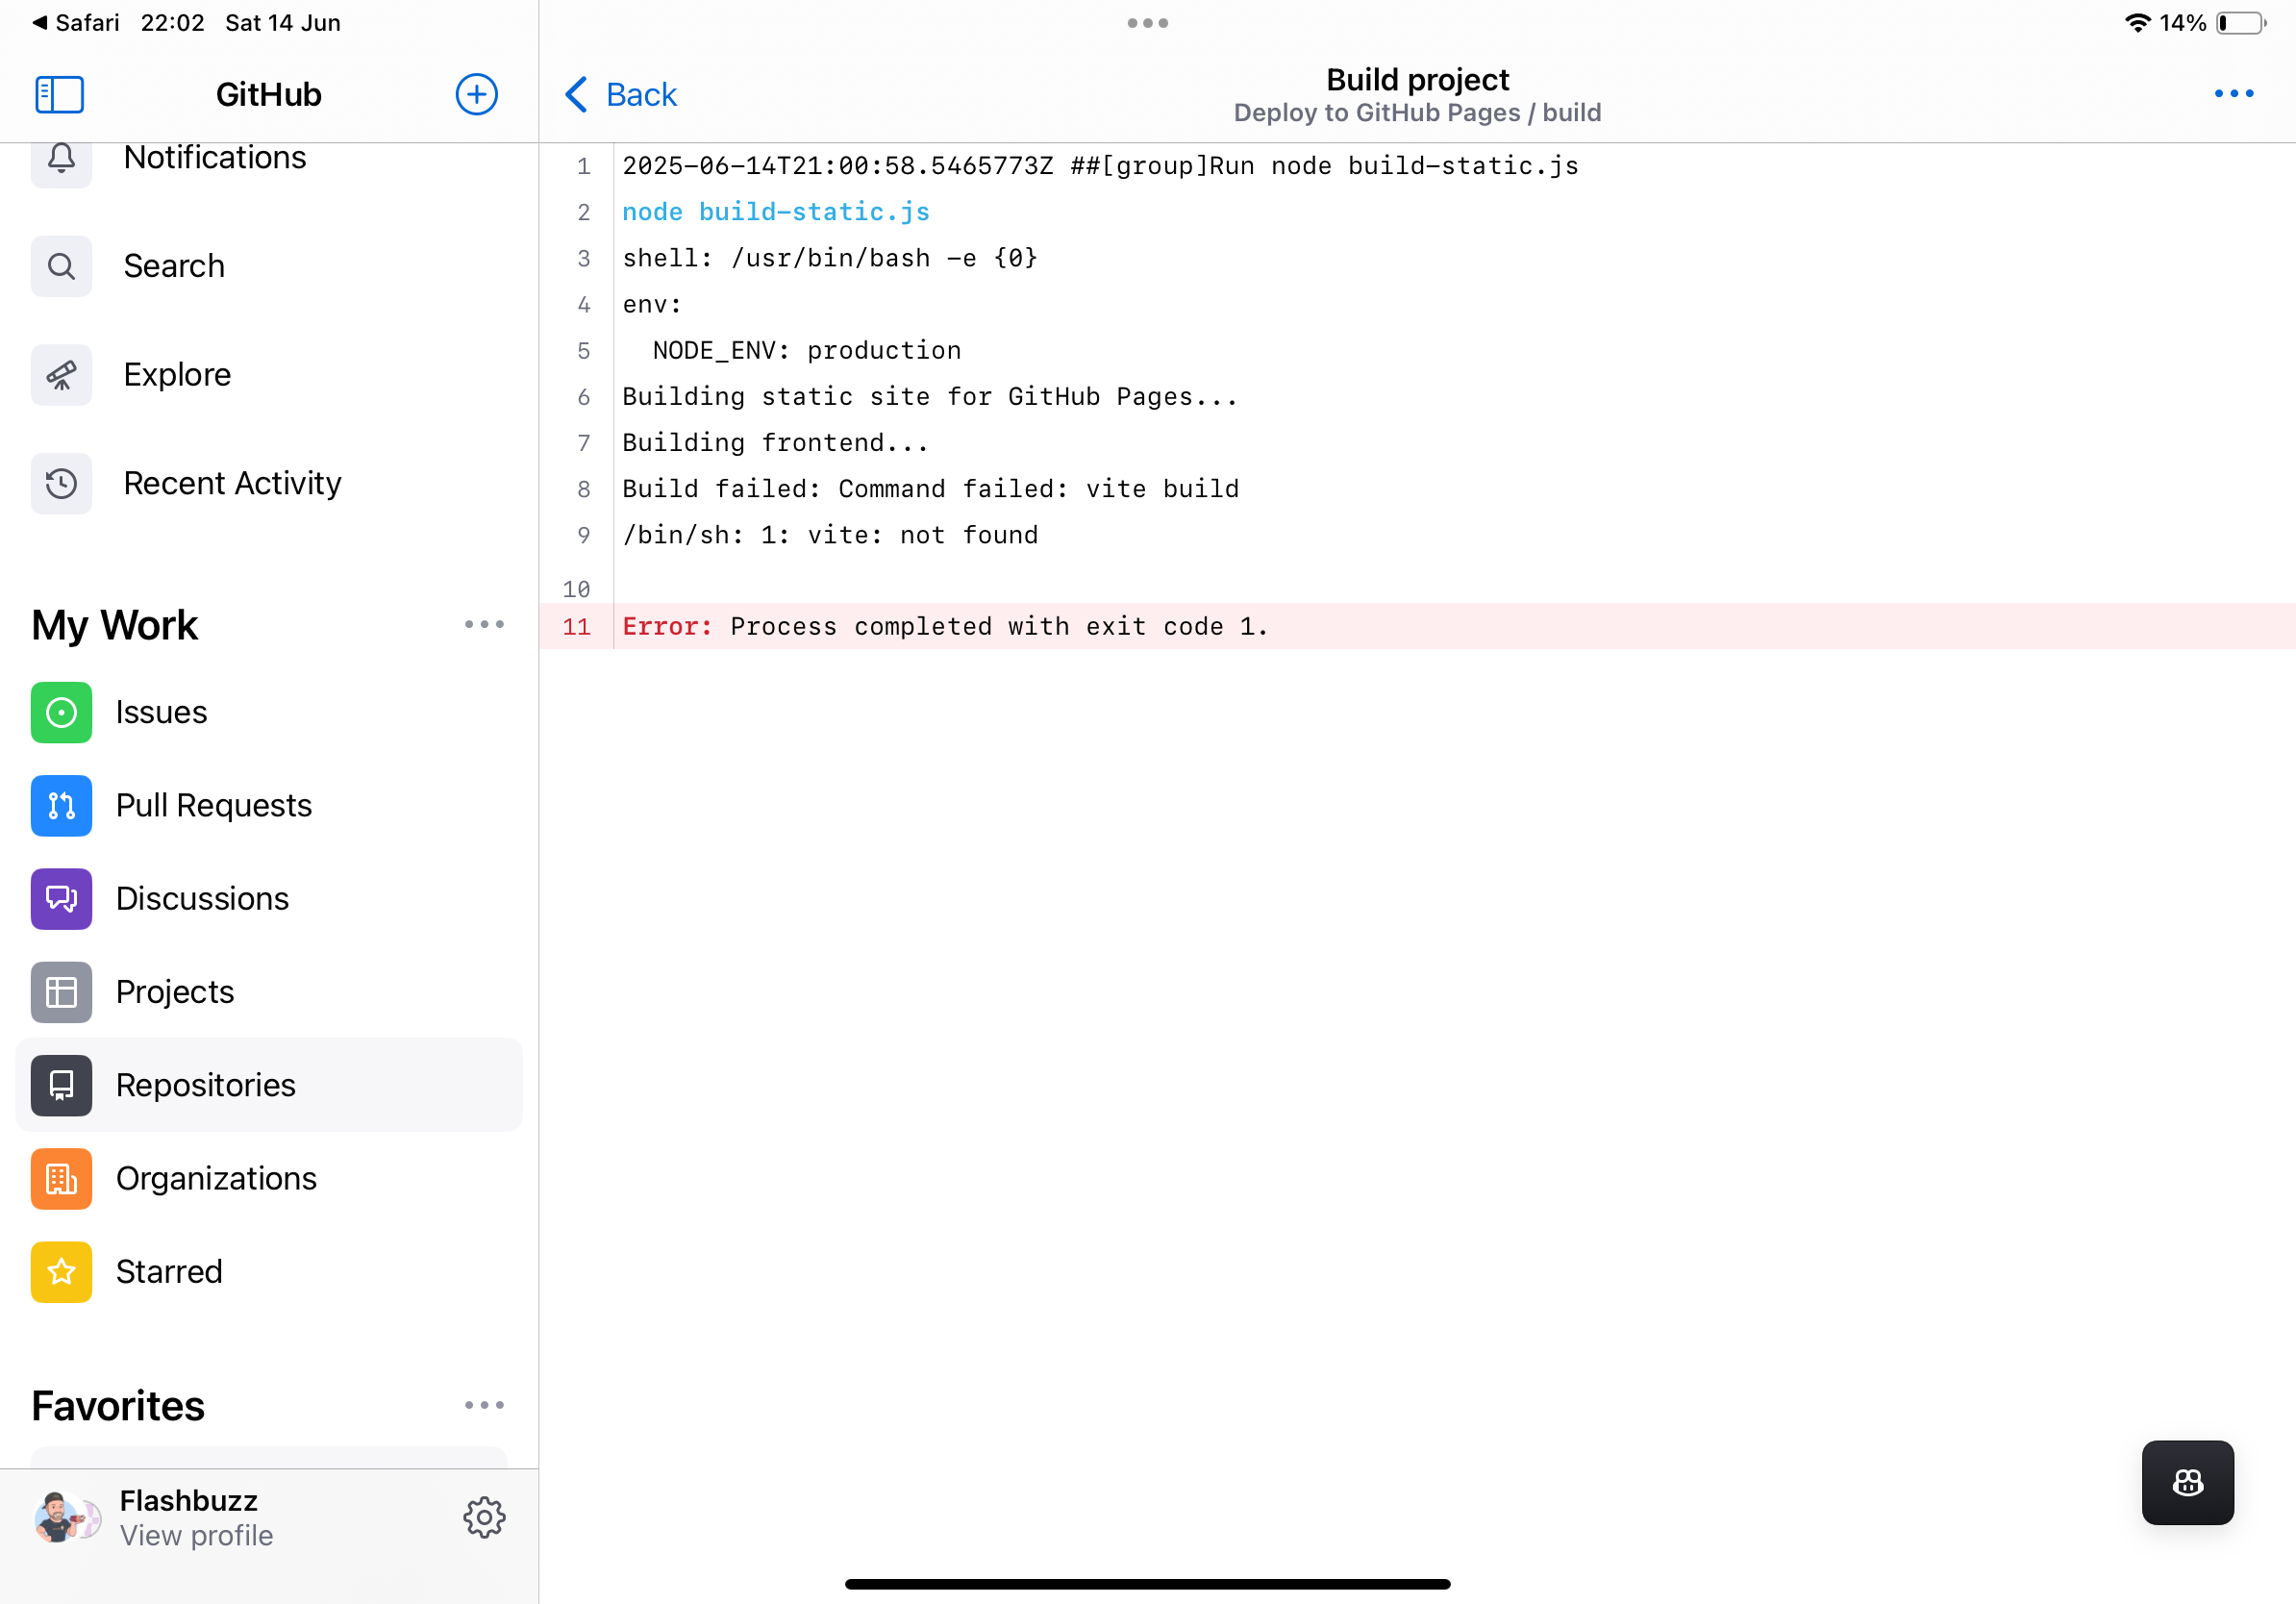 ◀ Safari 22:02 Sat 14 Jun
14%
GitHub
Notifications
Search
Explore
Recent Activity
My Work
Issues
Pull Requests
Discussions
Projects
Repositories
Organizations
Starred
Favorites
Flashbuzz
View profile
Back
Build project
Deploy to GitHub Pages / build
1 2025-06-14T21:00:58.5465773Z ##[group]Run node build-static.js
2 node build-static.js
3 shell: /usr/bin/bash -e {0}
4 env:
5   NODE_ENV: production
6 Building static site for GitHub Pages...
7 Building frontend...
8 Build failed: Command failed: vite build
9 /bin/sh: 1: vite: not found
10
11 Error: Process completed with exit code 1.